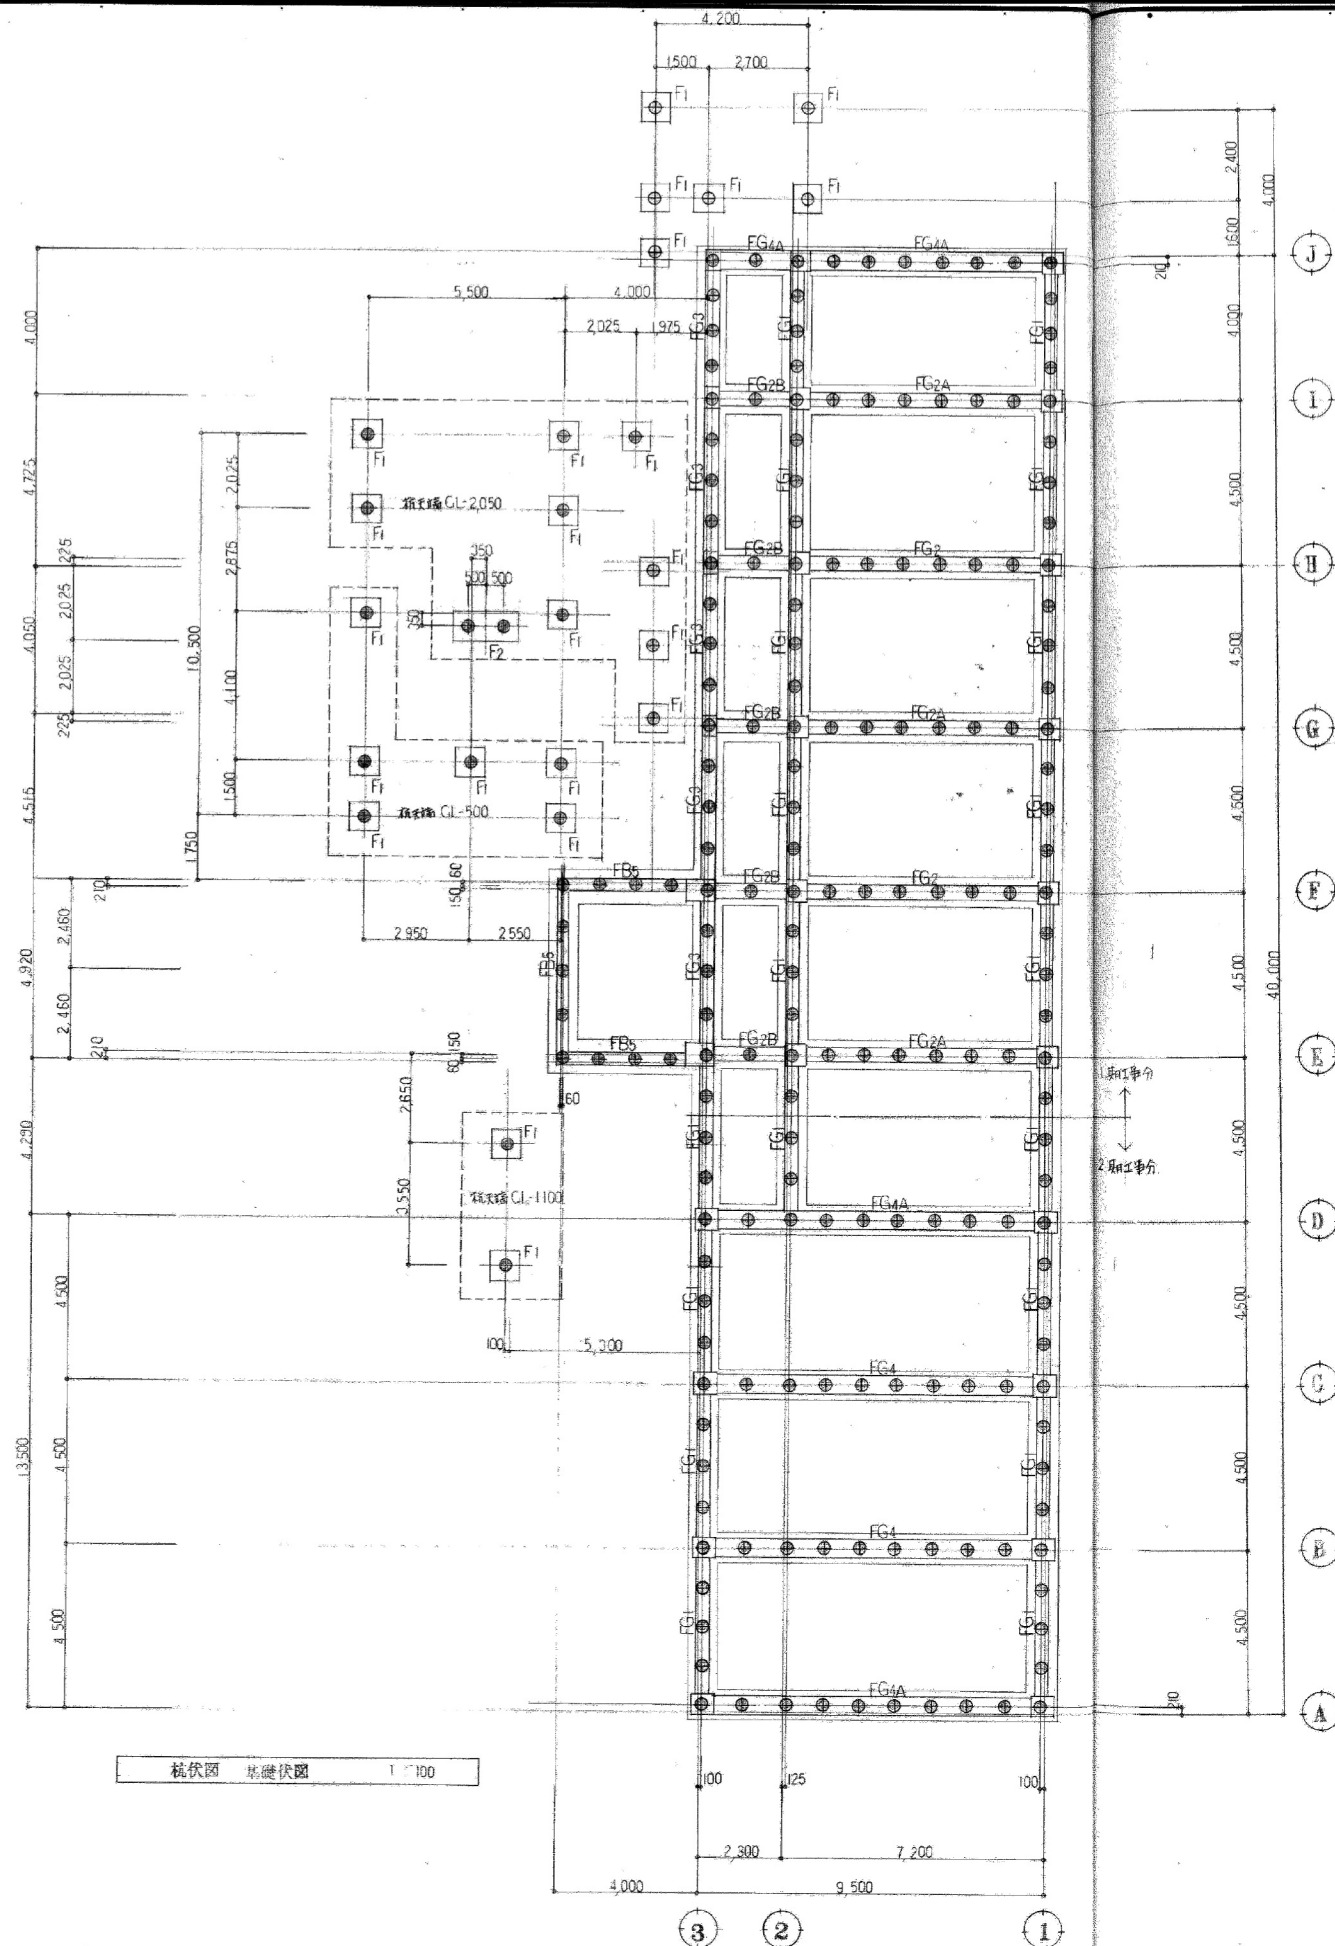 4,200
1,500 2,700
F1 F1
2,400
4,000
F1 F1 F1
1,600
F1
FG4A FG4A
J
210
5,500 4,000
4,000
2,025 1,975
FG3 FG1 FG1
4,000
FG2B FG2A
I
F1 F1 F1
4,725
2,025
杭天端 GL-2,050
FG3 FG1 FG1
4,500
F1 F1
225
350
2,875
500 500
F1
FG2B FG2
H
2,025
350
F1 F2 F1
4,050
10,500
F1
FG3 FG1 FG1
4,500
2,025
4,100
225
F1
FG2B FG2A
G
F1 F1 F1
1,500
4,515
杭天端 GL-500
FG3 FG1 FG1
4,500
F1 F1
1,750
210
150 60
FB5
FG2B FG2
F
2,460
2,950 2,550
4,920
FB5
FG3 FG1 FG1
4,500
40,000
2,460
210
60 150
FB5
FG2B FG2A
E
1期工事分
60
2,650
4,290
F1
FG1 FG1 FG1
4,500
2期工事分
杭天端 GL-1100
3,550
FG4A
D
F1
4,500
FG1 FG1
4,500
100 5,300
FG4
C
13,500
4,500
FG1 FG1
4,500
FG4
B
4,500
FG1 FG1
4,500
FG4A
210
A
杭伏図 基礎伏図 1:100
100 125 100
2,300 7,200
4,000 9,500
3 2 1